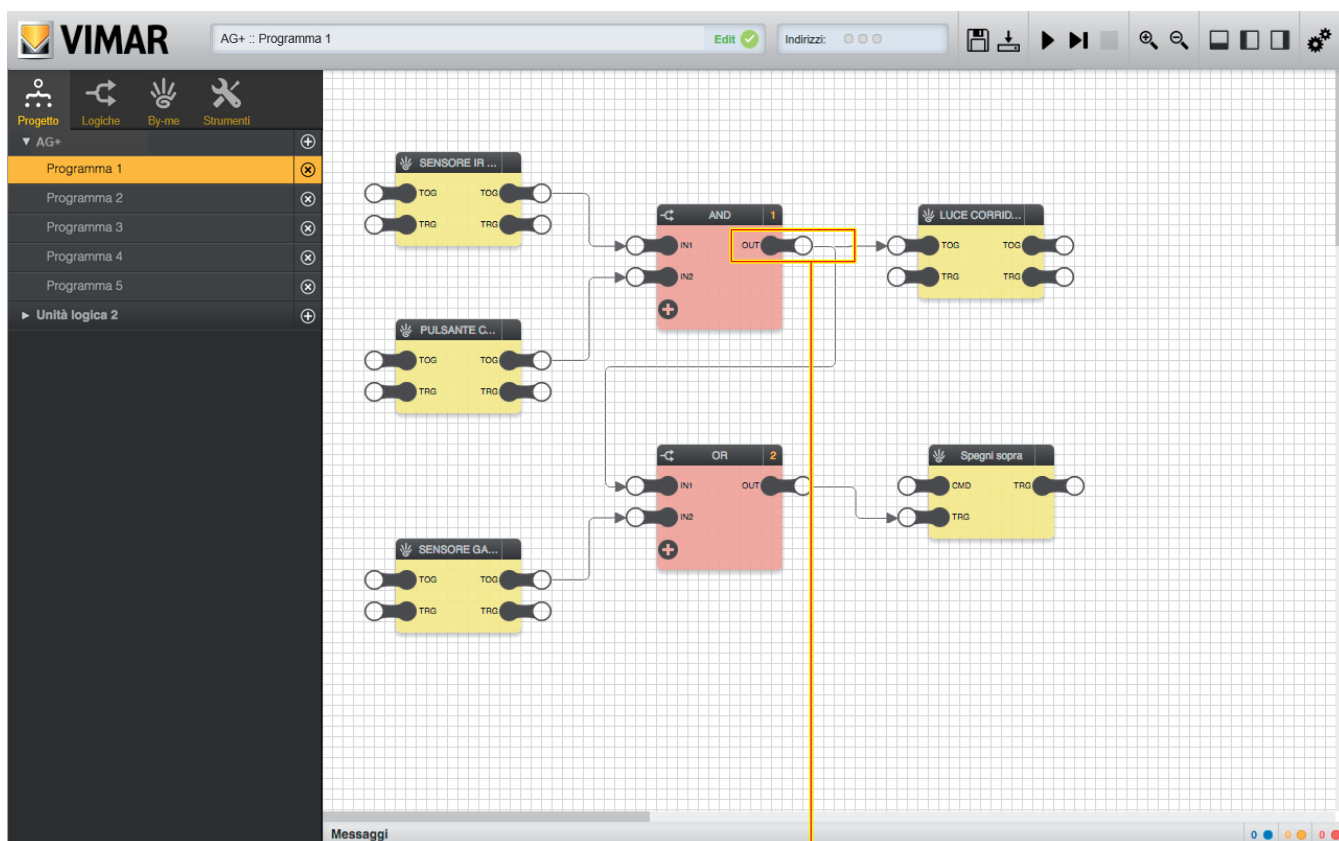 VIMAR
AG+ :: Programma 1
Edit
Indirizzi:
Progetto
Logiche
By-me
Strumenti
▼ AG+
Programma 1
Programma 2
Programma 3
Programma 4
Programma 5
► Unità logica 2
SENSORE IR ...
TOG TOG
TRG TRG
AND 1
IN1 OUT
IN2
LUCE CORRID...
TOG TOG
TRG TRG
PULSANTE C...
TOG TOG
TRG TRG
OR 2
IN1 OUT
IN2
Spegni sopra
CMD TRG
TRG
SENSORE GA...
TOG TOG
TRG TRG
Messaggi
0 0 0